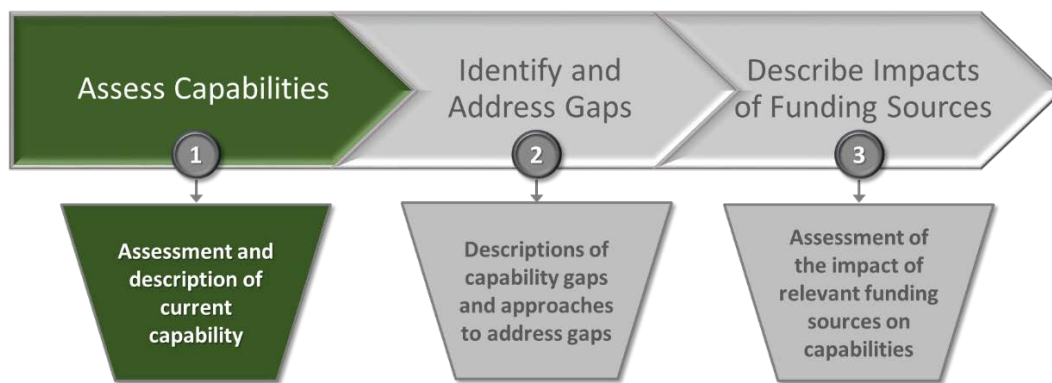 Assess Capabilities
Identify and
Address Gaps
Describe Impacts
of Funding Sources
1
2
3
Assessment and
description of
current
capability
Descriptions of
capability gaps
and approaches
to address gaps
Assessment of
the impact of
relevant funding
sources on
capabilities